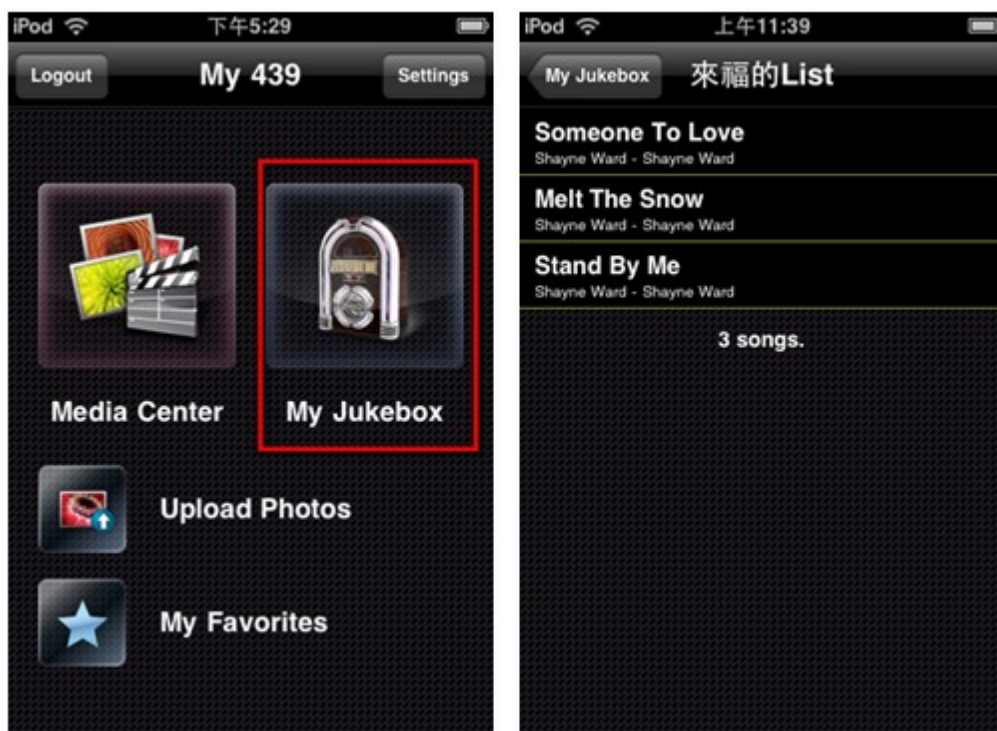 iPod 下午5:29
Logout My 439 Settings
Media Center My Jukebox
Upload Photos
My Favorites
iPod 上午11:39
My Jukebox 來福的List
Someone To Love
Shayne Ward - Shayne Ward
Melt The Snow
Shayne Ward - Shayne Ward
Stand By Me
Shayne Ward - Shayne Ward
3 songs.